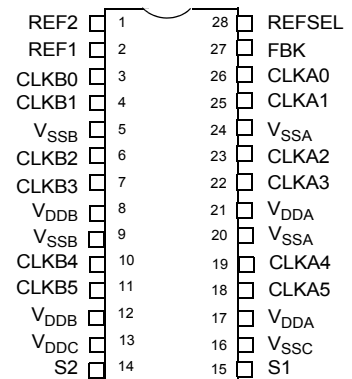 REF2 1 28 REFSEL
REF1 2 27 FBK
CLKB0 3 26 CLKA0
CLKB1 4 25 CLKA1
VSSB 5 24 VSSA
CLKB2 6 23 CLKA2
CLKB3 7 22 CLKA3
VDDB 8 21 VDDA
VSSB 9 20 VSSA
CLKB4 10 19 CLKA4
CLKB5 11 18 CLKA5
VDDB 12 17 VDDA
VDDC 13 16 VSSC
S2 14 15 S1